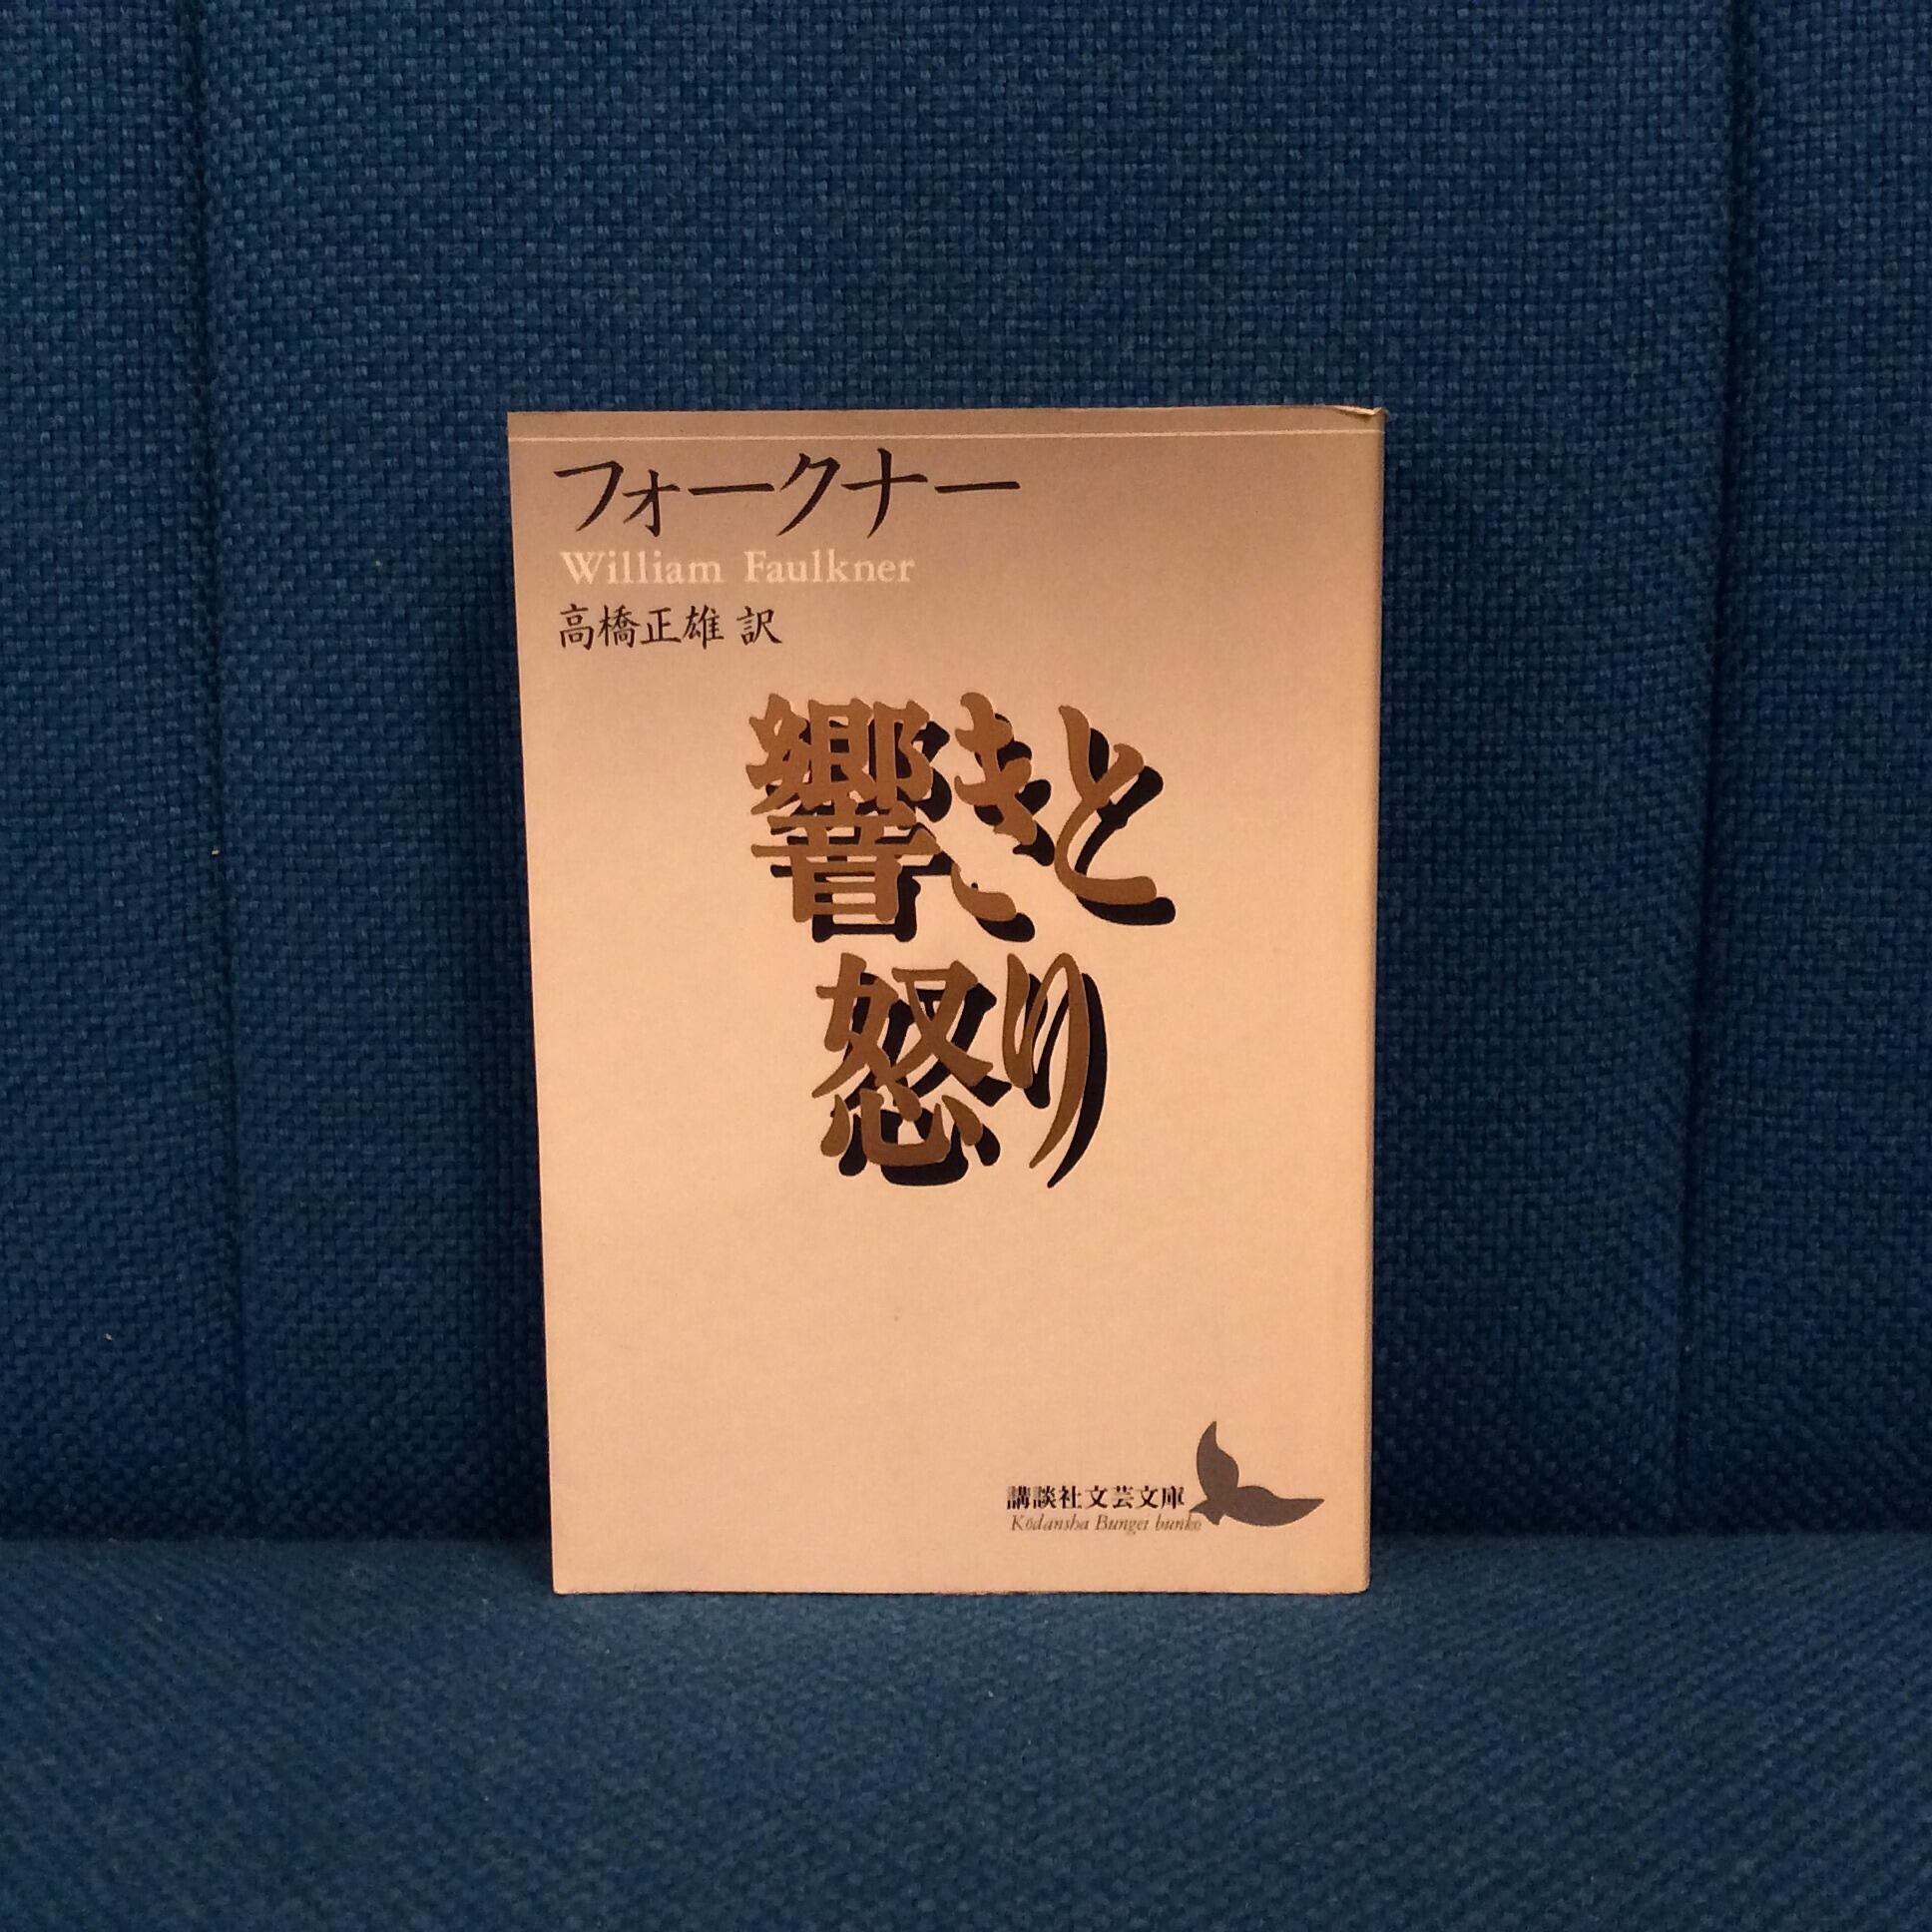 フォークナー
William Faulkner
高橋正雄 訳
響きと
怒り
講談社文芸文庫
Kōdansha Bungei bunko